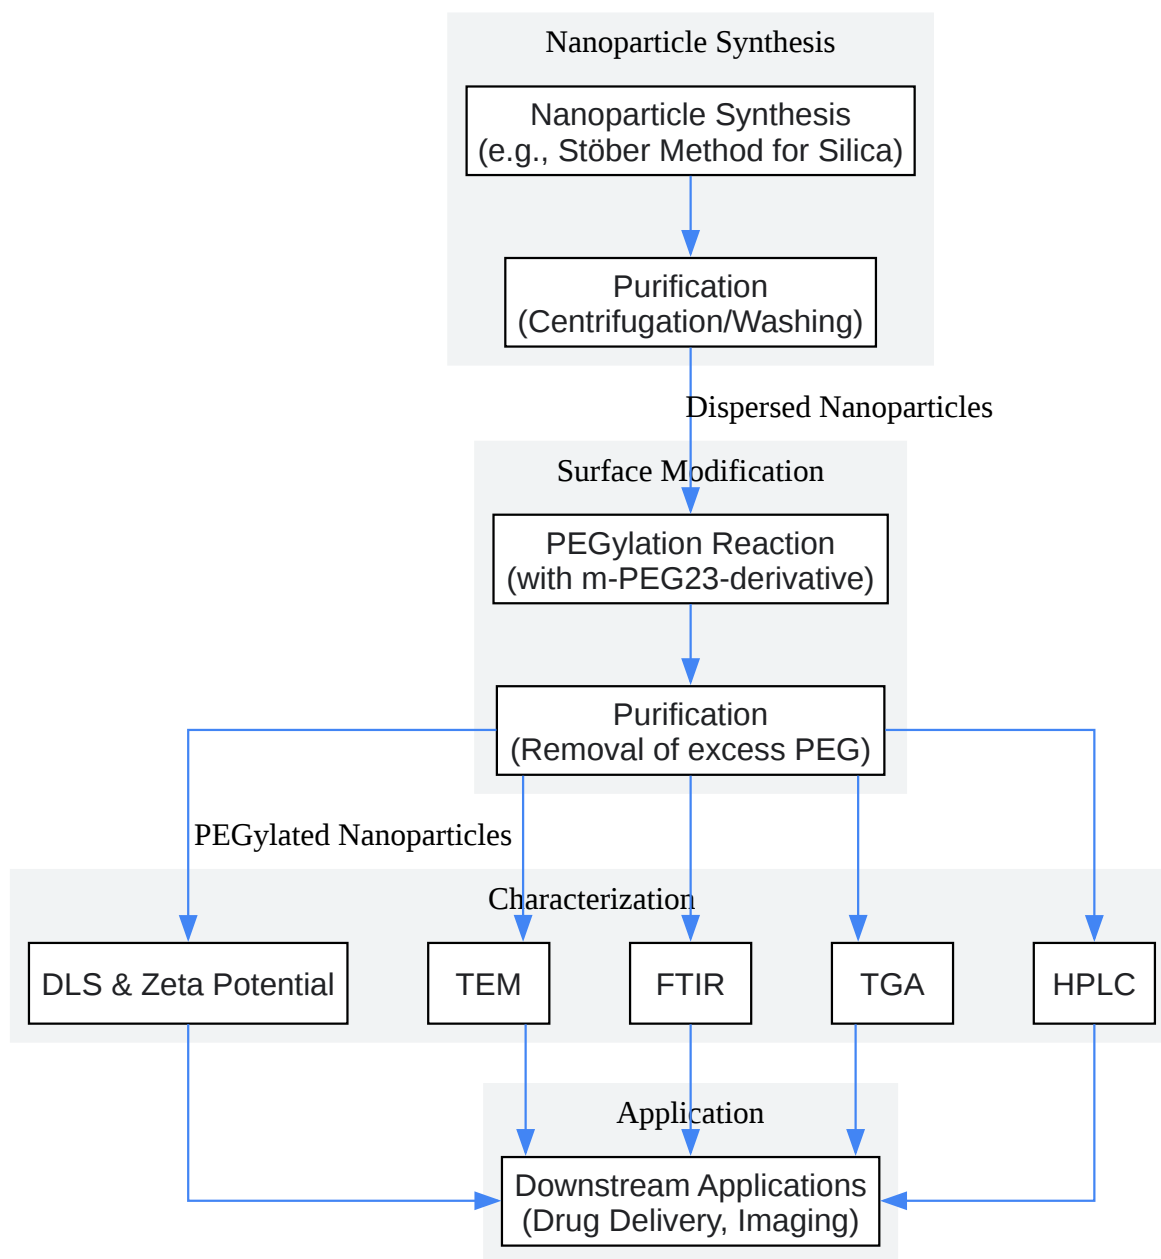 Nanoparticle Synthesis
Nanoparticle Synthesis
(e.g., Stöber Method for Silica)
Purification
(Centrifugation/Washing)
Dispersed Nanoparticles
Surface Modification
PEGylation Reaction
(with m-PEG23-derivative)
Purification
(Removal of excess PEG)
PEGylated Nanoparticles
Characterization
DLS & Zeta Potential
TEM
FTIR
TGA
HPLC
Application
Downstream Applications
(Drug Delivery, Imaging)